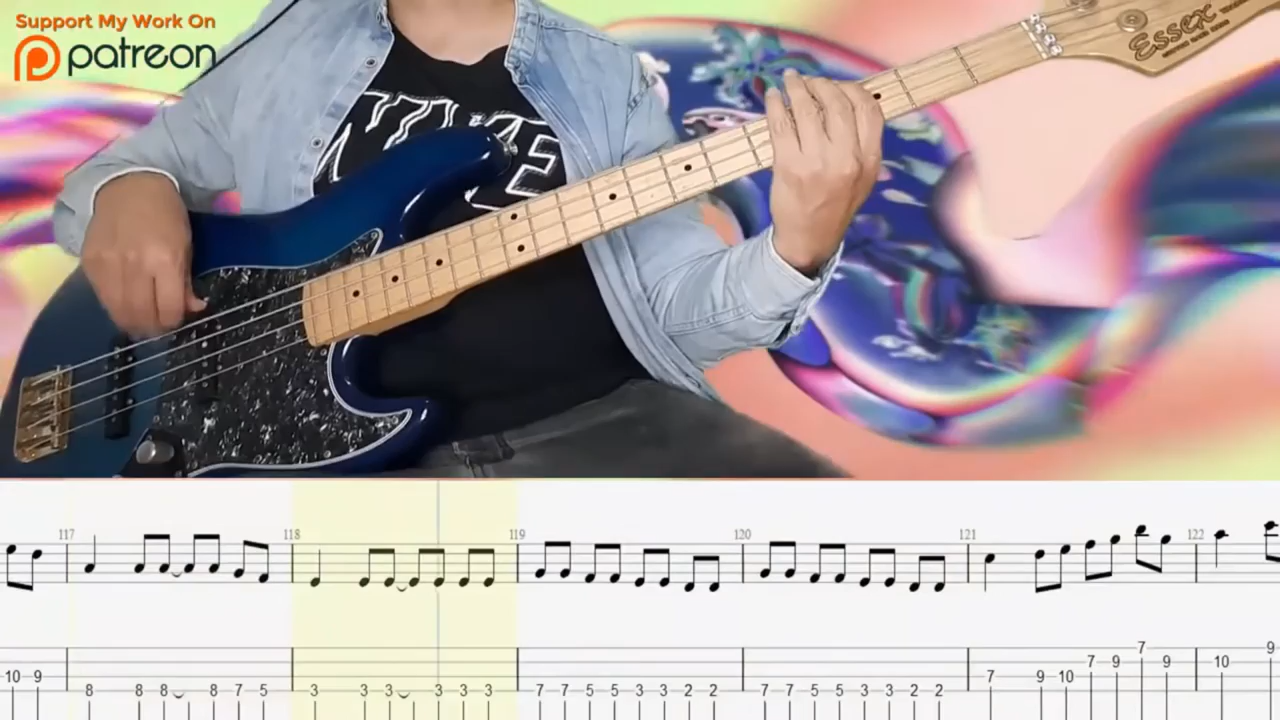 Support My Work On
patreon
Essex
117 118 119 120 121 122
10 9 8 8 8 8 7 5 3 3 3 3 3 3 7 7 5 5 3 3 2 2 7 7 5 5 3 3 2 2 7 9 10 7 9 7 9 10 9